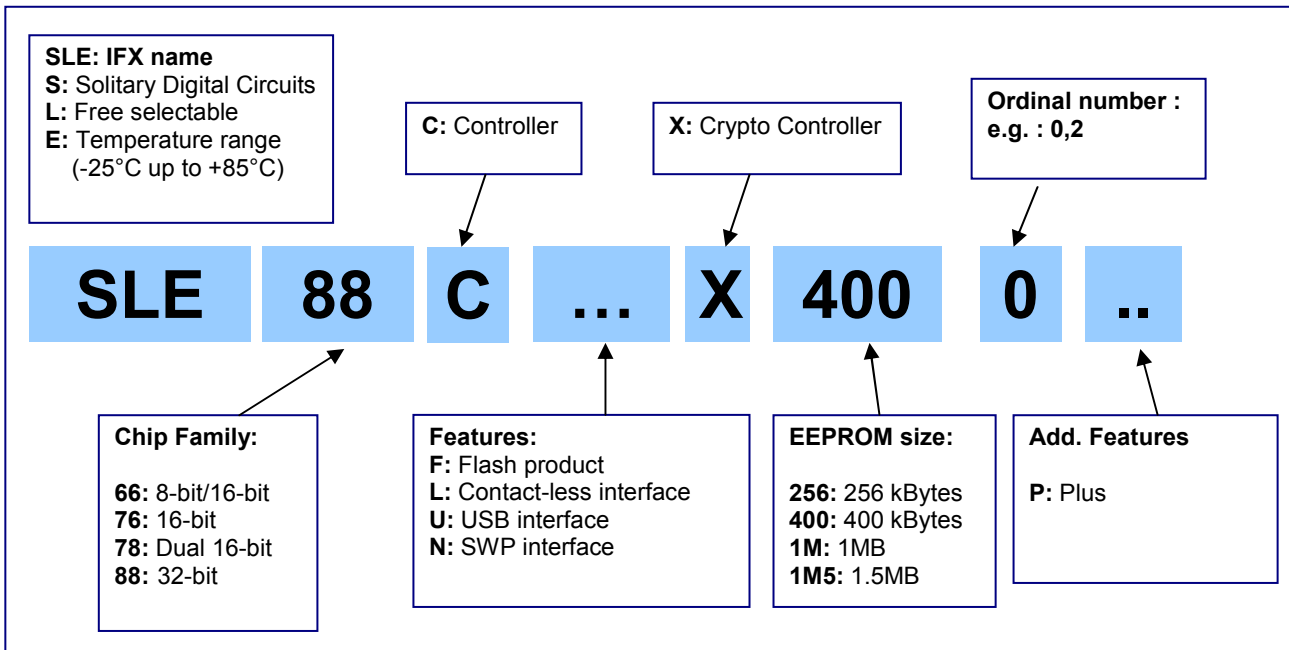 SLE: IFX name
S: Solitary Digital Circuits
L: Free selectable
E: Temperature range
(-25°C up to +85°C)
C: Controller
X: Crypto Controller
Ordinal number :
e.g. : 0,2
SLE 88 C ... X 400 0 ..
Chip Family:
66: 8-bit/16-bit
76: 16-bit
78: Dual 16-bit
88: 32-bit
Features:
F: Flash product
L: Contact-less interface
U: USB interface
N: SWP interface
EEPROM size:
256: 256 kBytes
400: 400 kBytes
1M: 1MB
1M5: 1.5MB
Add. Features
P: Plus